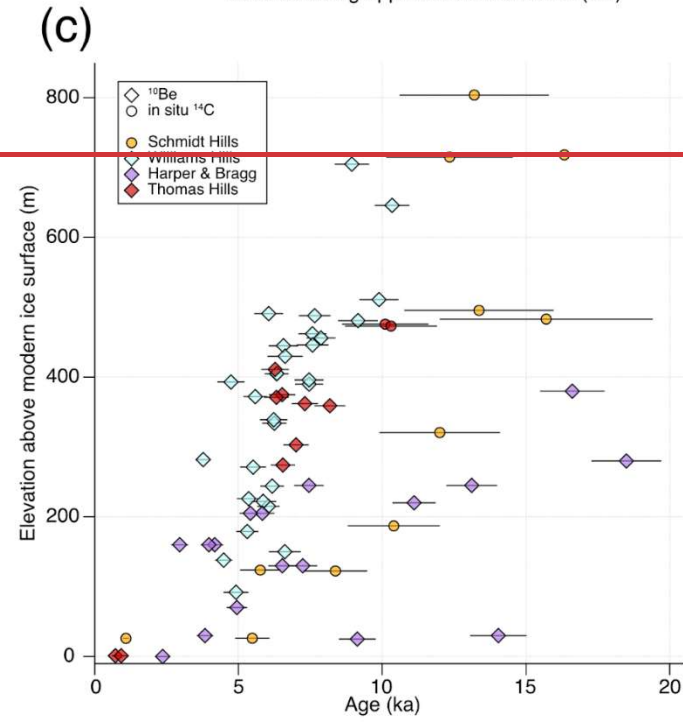 (c)
800
600
400
200
0
Elevation above modern ice surface (m)
¹⁰Be
in situ ¹⁴C
Schmidt Hills
Williams Hills
Harper & Bragg
Thomas Hills
0 5 10 15 20
Age (ka)